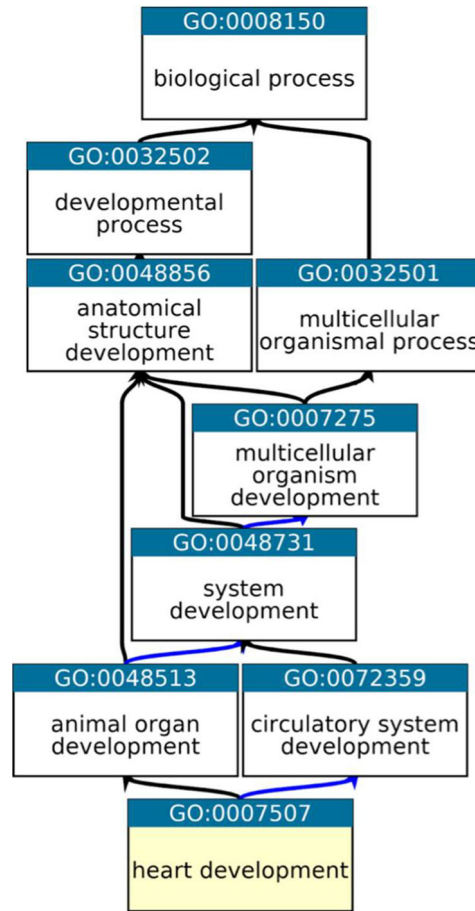 GO:0008150
biological process
GO:0032502
developmental
process
GO:0048856
anatomical
structure
development
GO:0032501
multicellular
organismal process
GO:0007275
multicellular
organism
development
GO:0048731
system
development
GO:0048513
animal organ
development
GO:0072359
circulatory system
development
GO:0007507
heart development